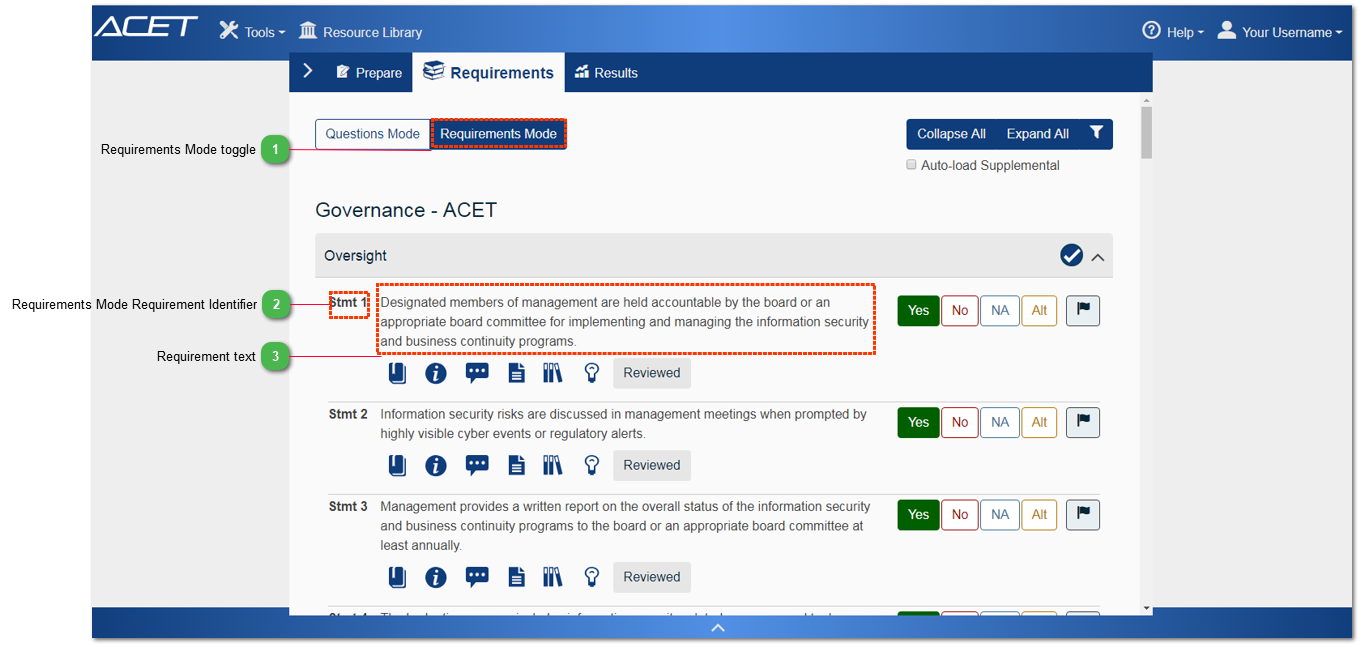 ACET Tools Resource Library Help Your Username
Prepare Requirements Results
Questions Mode Requirements Mode Collapse All Expand All
Requirements Mode toggle 1
Auto-load Supplemental
Governance - ACET
Oversight
Requirements Mode Requirement Identifier 2
Stmt 1 Designated members of management are held accountable by the board or an
appropriate board committee for implementing and managing the information security
and business continuity programs.
Yes No NA Alt
Requirement text 3
Reviewed
Stmt 2 Information security risks are discussed in management meetings when prompted by
highly visible cyber events or regulatory alerts.
Yes No NA Alt
Reviewed
Stmt 3 Management provides a written report on the overall status of the information security
and business continuity programs to the board or an appropriate board committee at
least annually.
Yes No NA Alt
Reviewed